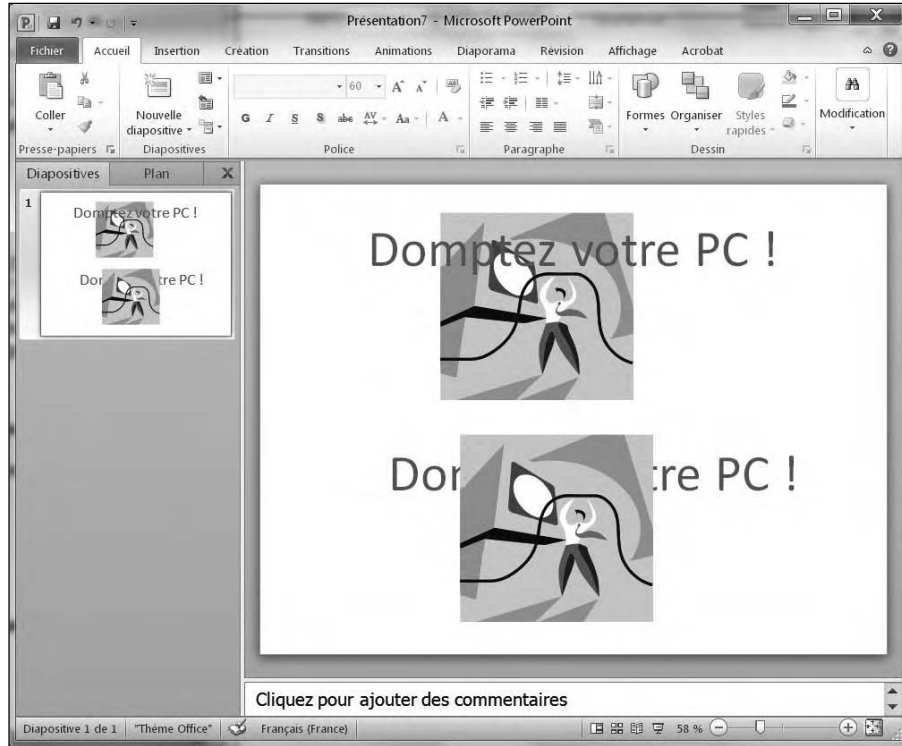 Présentation7 - Microsoft PowerPoint
Fichier Accueil Insertion Création Transitions Animations Diaporama Révision Affichage Acrobat
60
Coller
Nouvelle diapositive
G I S S abc AV Aa A
Formes Organiser Styles rapides
Modification
Presse-papiers Diapositives Police Paragraphe Dessin
Diapositives Plan X
1
Domptez votre PC !
Dor tre PC !
Domptez votre PC !
Dor tre PC !
Cliquez pour ajouter des commentaires
Diapositive 1 de 1 "Thème Office" Français (France) 58 %